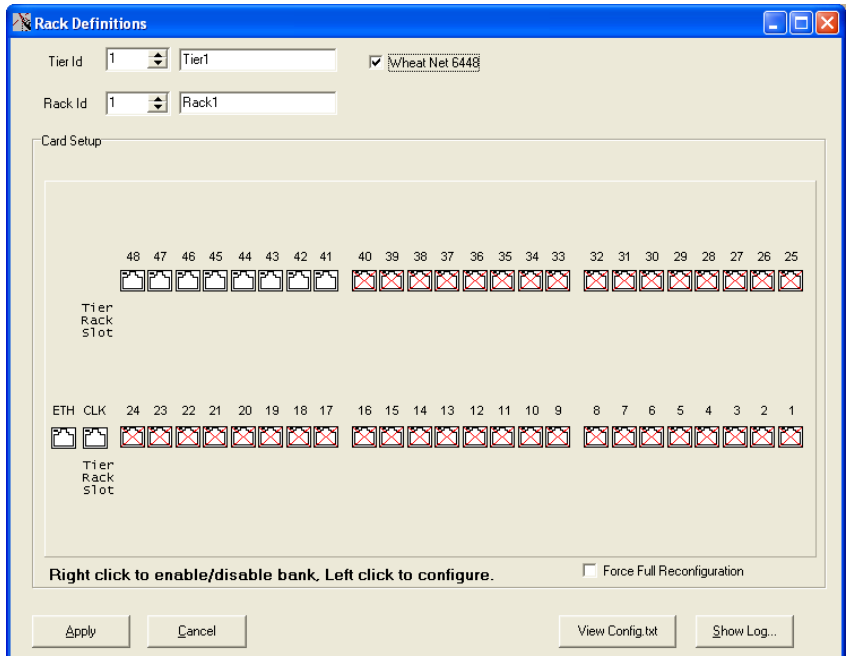 Rack Definitions
Tier Id 1 Tier1 Wheat Net 6448
Rack Id 1 Rack1
Card Setup
48 47 46 45 44 43 42 41 40 39 38 37 36 35 34 33 32 31 30 29 28 27 26 25
Tier
Rack
Slot
ETH CLK 24 23 22 21 20 19 18 17 16 15 14 13 12 11 10 9 8 7 6 5 4 3 2 1
Tier
Rack
Slot
Right click to enable/disable bank, Left click to configure. Force Full Reconfiguration
Apply Cancel View Config.txt Show Log...